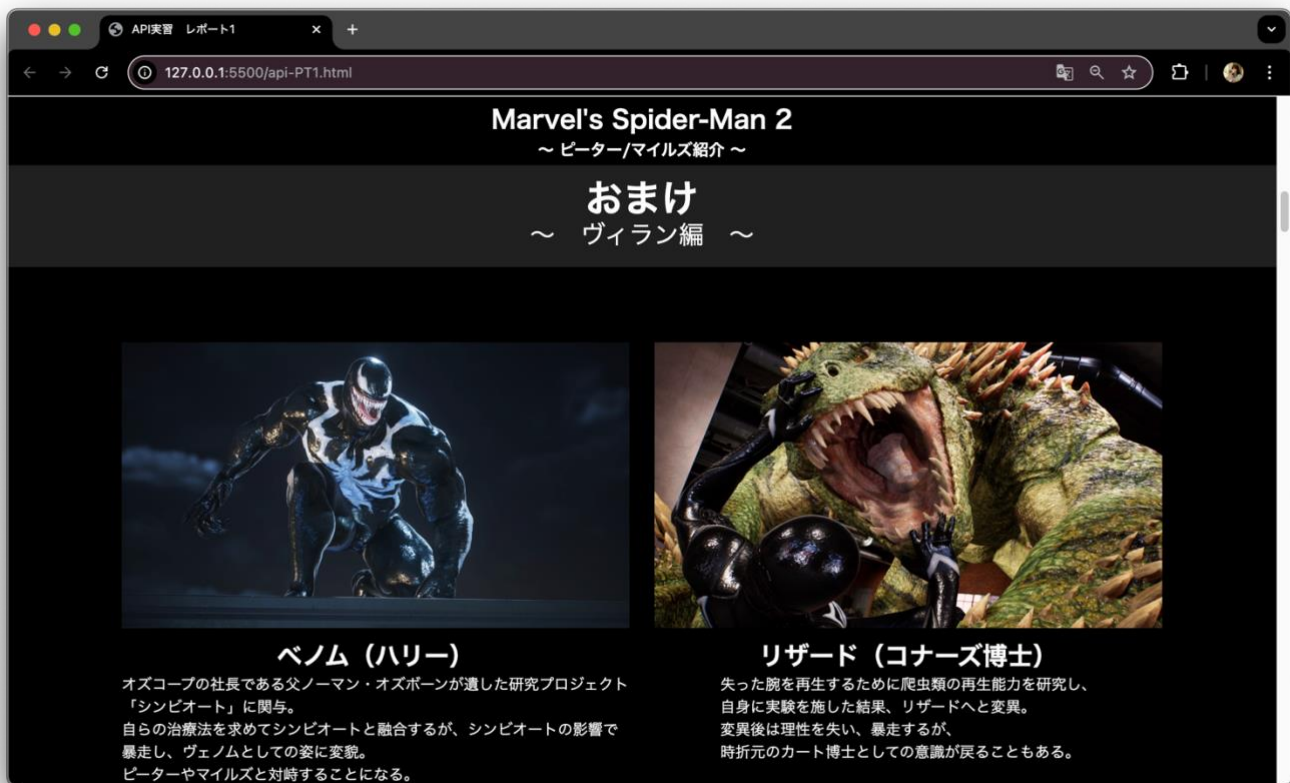 API実習　レポート1
127.0.0.1:5500/api-PT1.html
Marvel's Spider-Man 2
～ ピーター/マイルズ紹介 ～
おまけ
～　ヴィラン編　～
ベノム（ハリー）
オズコープの社長である父ノーマン・オズボーンが遺した研究プロジェクト
「シンビオート」に関与。
自らの治療法を求めてシンビオートと融合するが、シンビオートの影響で
暴走し、ヴェノムとしての姿に変貌。
ピーターやマイルズと対峙することになる。
リザード（コナーズ博士）
失った腕を再生するために爬虫類の再生能力を研究し、
自身に実験を施した結果、リザードへと変異。
変異後は理性を失い、暴走するが、
時折元のカート博士としての意識が戻ることもある。